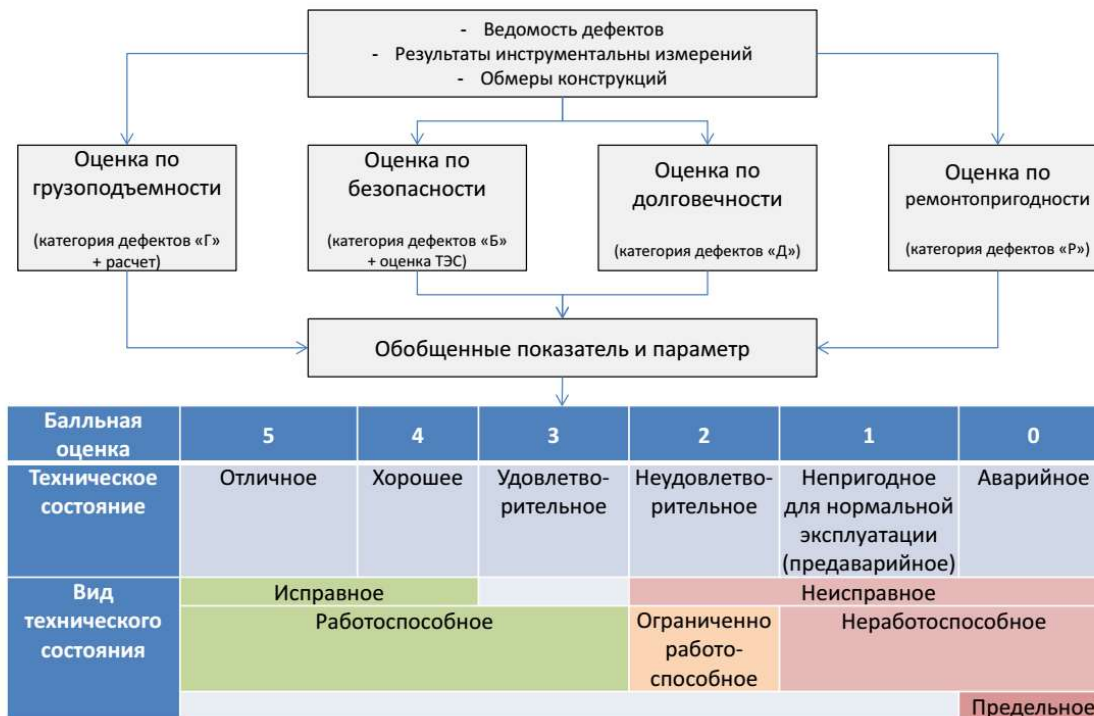 - Ведомость дефектов
- Результаты инструментальны измерений
- Обмеры конструкций
Оценка по
грузоподъемности
(категория дефектов «Г»
+ расчет)
Оценка по
безопасности
(категория дефектов «Б»
+ оценка ТЭС)
Оценка по
долговечности
(категория дефектов «Д»)
Оценка по
ремонтопригодности
(категория дефектов «Р»)
Обобщенные показатель и параметр
Балльная
оценка
5
4
3
2
1
0
Техническое
состояние
Отличное
Хорошее
Удовлетво-
рительное
Неудовлетво-
рительное
Непригодное
для нормальной
эксплуатации
(предаварийное)
Аварийное
Вид
технического
состояния
Исправное
Неисправное
Работоспособное
Ограниченно
работо-
способное
Неработоспособное
Предельное